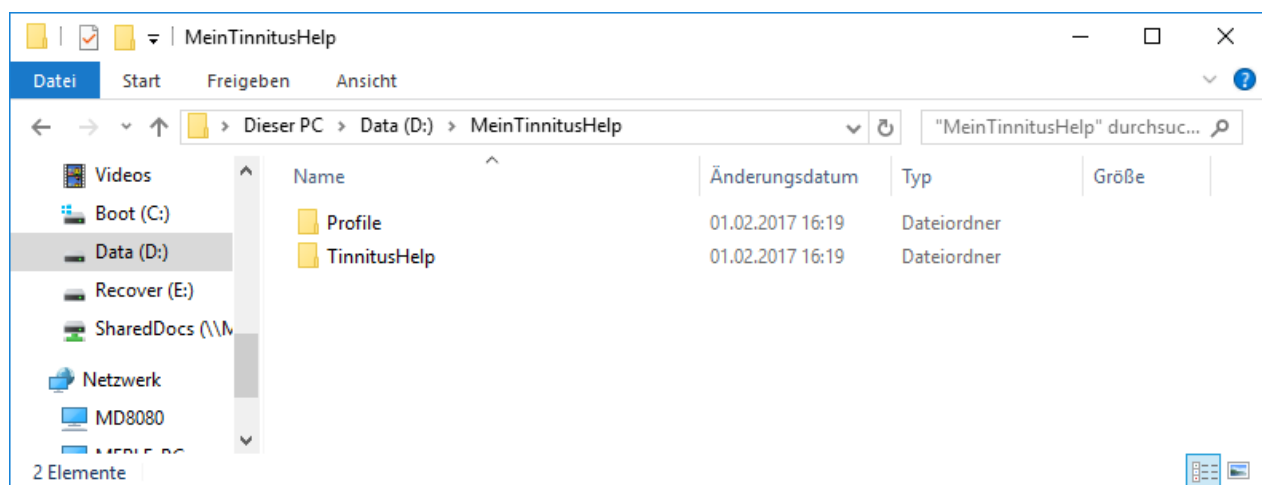 MeinTinnitusHelp
Datei Start Freigeben Ansicht
Dieser PC > Data (D:) > MeinTinnitusHelp "MeinTinnitusHelp" durchsuc...
Name Änderungsdatum Typ Größe
Videos
Boot (C:)
Data (D:)
Recover (E:)
SharedDocs (\\M
Netzwerk
MD8080
Profile 01.02.2017 16:19 Dateiordner
TinnitusHelp 01.02.2017 16:19 Dateiordner
2 Elemente